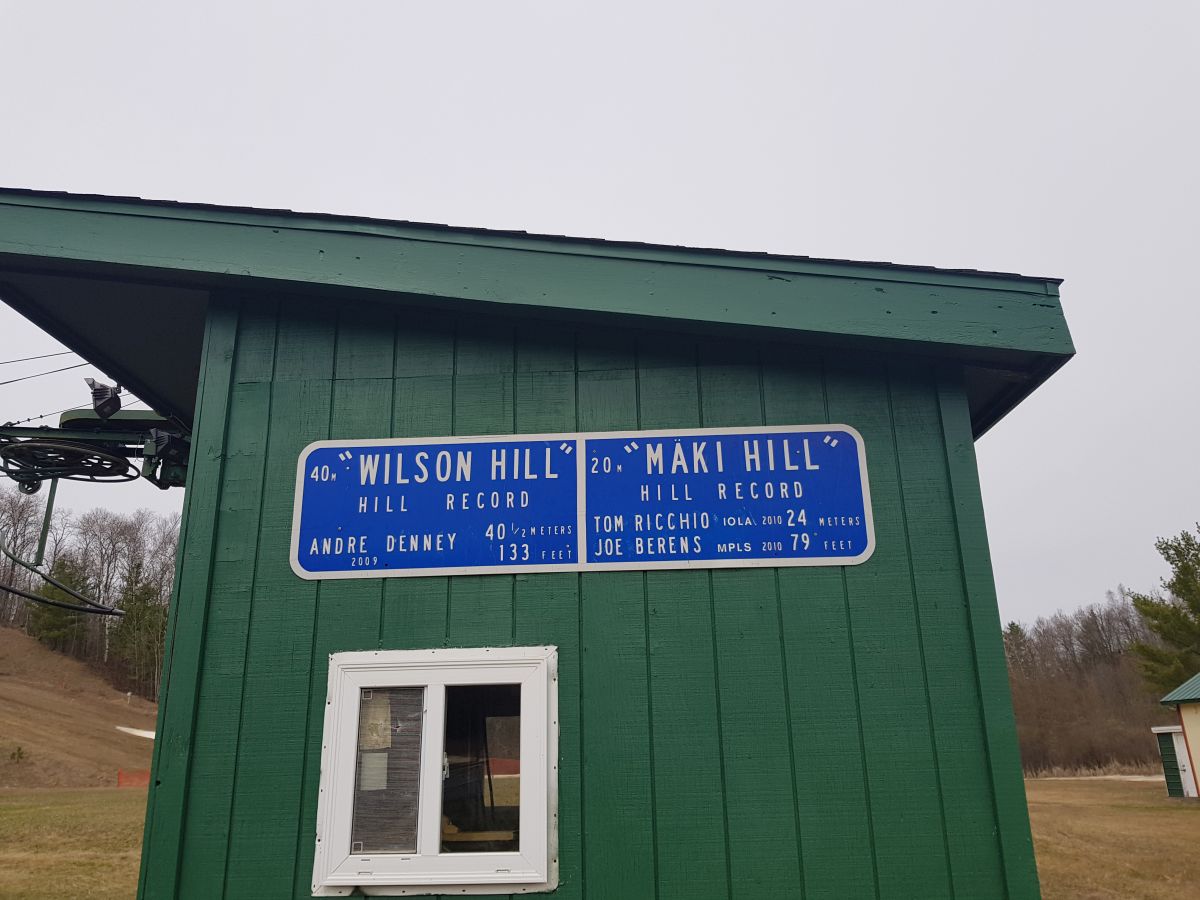 40M "WILSON HILL"
HILL RECORD
ANDRE DENNEY 40 1/2 METERS
2009 133 FEET
20M "MÄKI HILL"
HILL RECORD
TOM RICCHIO IOLA. 2010 24 METERS
JOE BERENS MPLS 2010 79 FEET